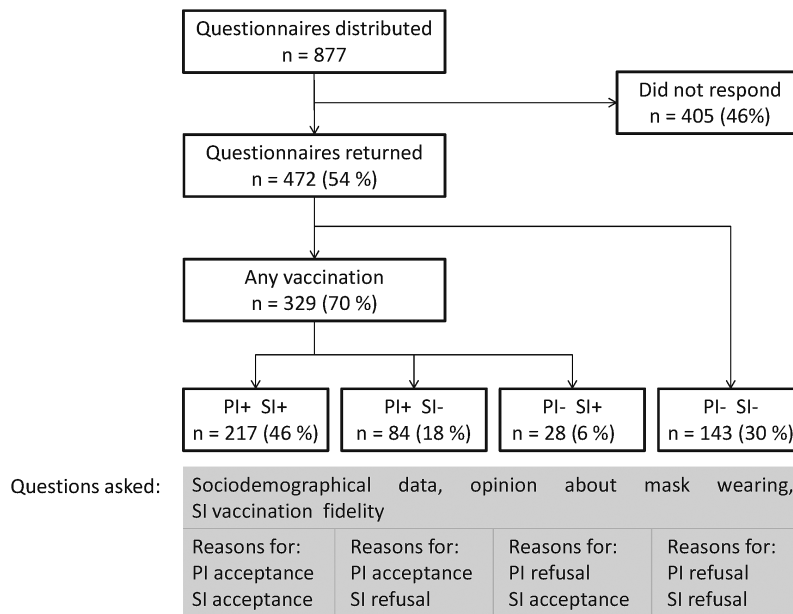 Questionnaires distributed
n = 877
Did not respond
n = 405 (46%)
Questionnaires returned
n = 472 (54 %)
Any vaccination
n = 329 (70 %)
PI+ SI+
n = 217 (46 %)
PI+ SI-
n = 84 (18 %)
PI- SI+
n = 28 (6 %)
PI- SI-
n = 143 (30 %)
Questions asked:
Sociodemographical data, opinion about mask wearing,
SI vaccination fidelity
Reasons for:
PI acceptance
SI acceptance
Reasons for:
PI acceptance
SI refusal
Reasons for:
PI refusal
SI acceptance
Reasons for:
PI refusal
SI refusal